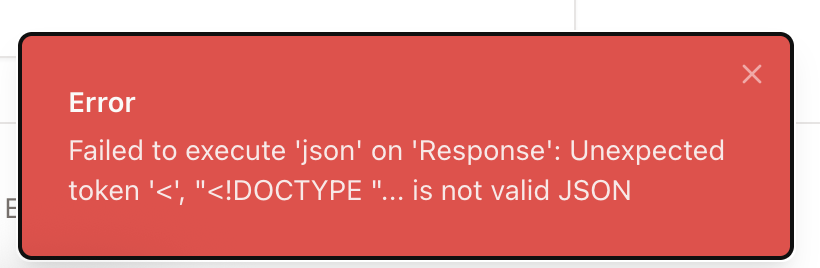 Error
Failed to execute 'json' on 'Response': Unexpected
token '<', "<!DOCTYPE "... is not valid JSON
E